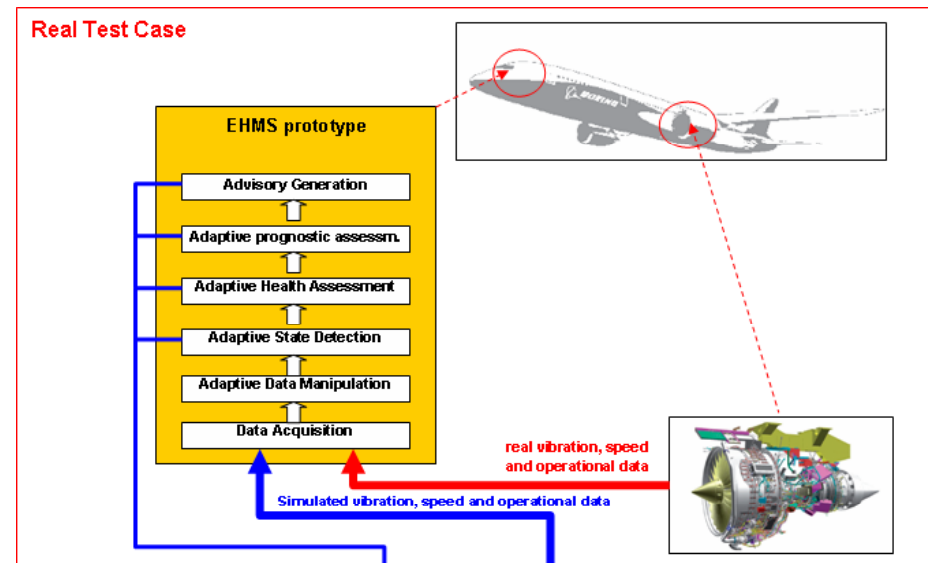 Real Test Case
EHMS prototype
BOEING
Advisory Generation
Adaptive prognostic assessm.
Adaptive Health Assessment
Adaptive State Detection
Adaptive Data Manipulation
Data Acquisition
real vibration, speed
and operational data
Simulated vibration, speed and operational data